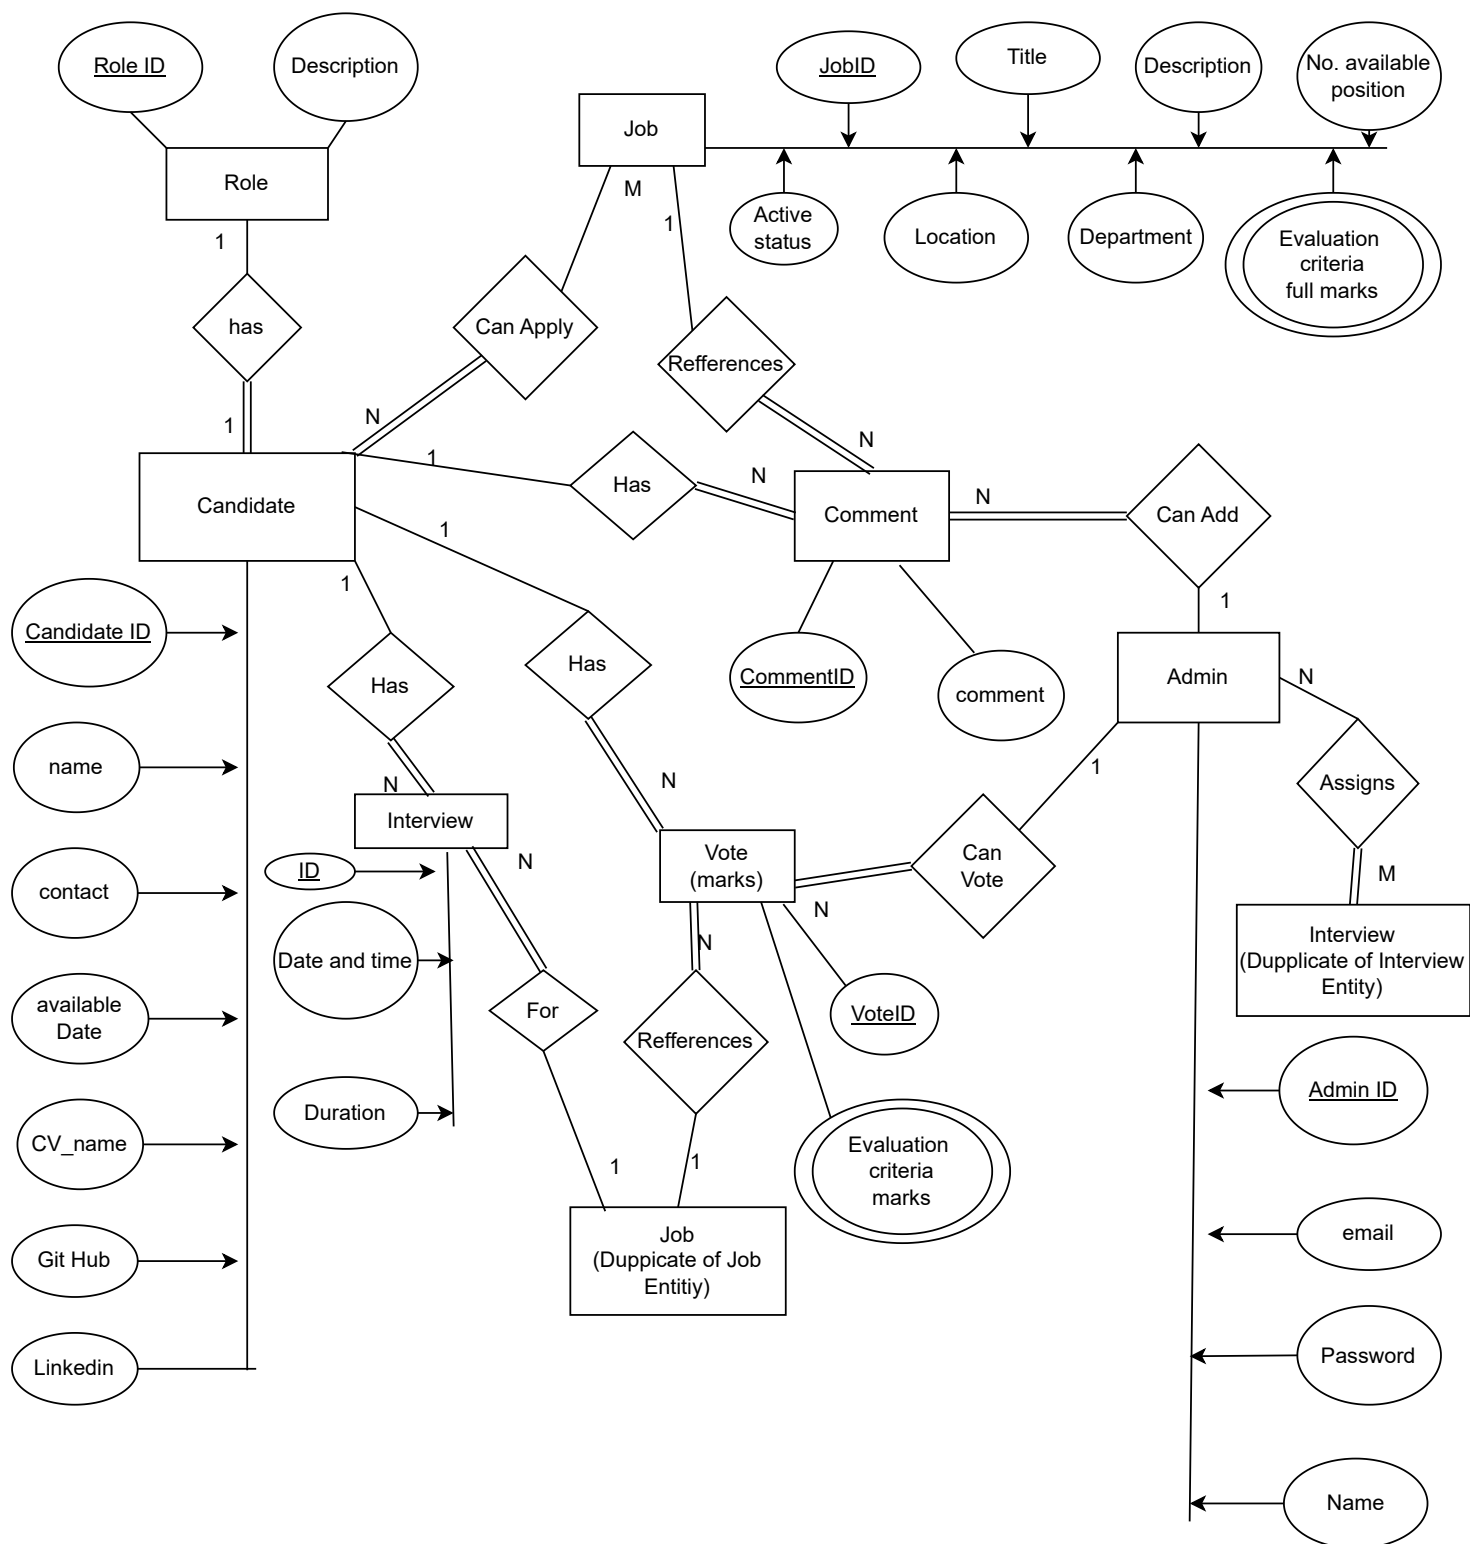 Role ID
Description
JobID
Title
Description
No. available
position
Job
Role
M
1
1
Active
status
Location
Department
Evaluation
criteria
full marks
has
Can Apply
Refferences
1
N
N
1
Candidate
Has
N
Comment
N
Can Add
1
1
1
Candidate ID
Has
Has
CommentID
comment
Admin
N
name
N
N
1
Assigns
Interview
Vote
(marks)
Can
Vote
N
ID
N
M
contact
Date and time
N
Interview
(Dupplicate of Interview
Entity)
available
Date
For
Refferences
VoteID
Duration
Admin ID
CV_name
1
1
Evaluation
criteria
marks
Git Hub
Job
(Duppicate of Job
Entitiy)
email
Linkedin
Password
Name